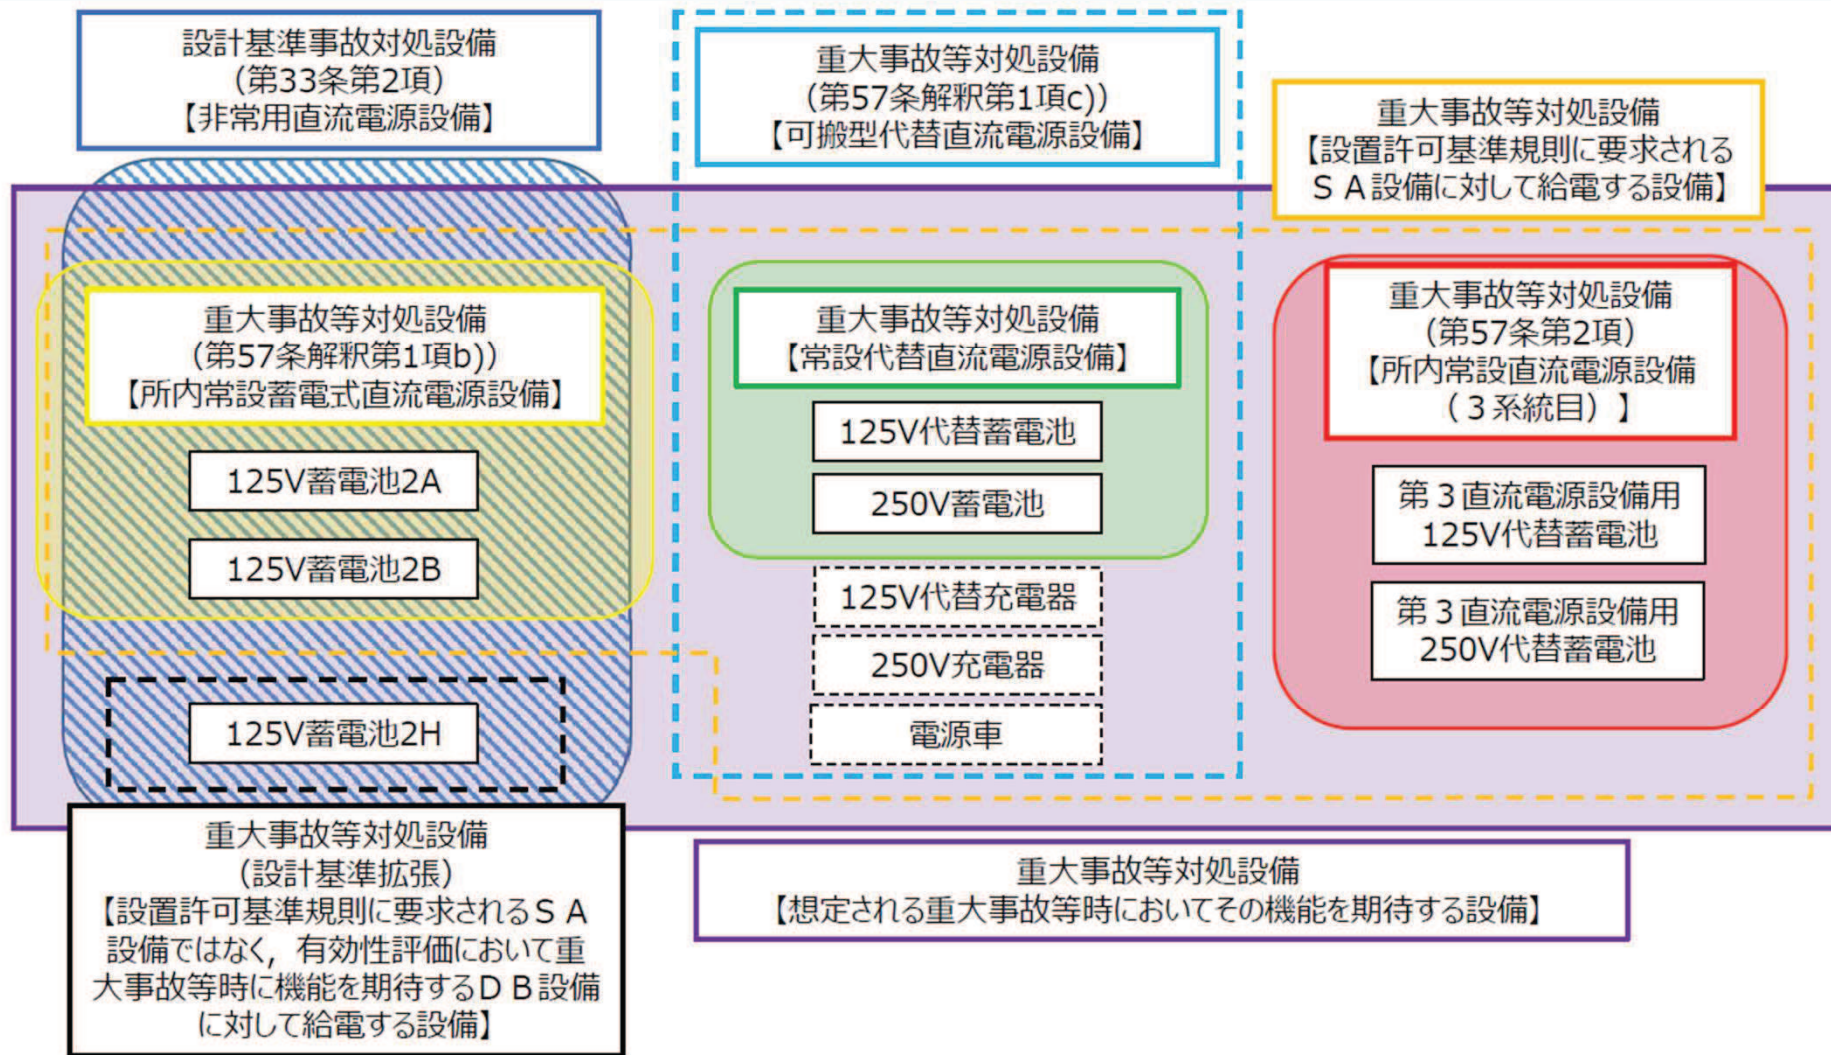 設計基準事故対処設備
（第33条第2項）
【非常用直流電源設備】
重大事故等対処設備
（第57条解釈第1項c)）
【可搬型代替直流電源設備】
重大事故等対処設備
【設置許可基準規則に要求される
ＳＡ設備に対して給電する設備】
重大事故等対処設備
（第57条解釈第1項b)）
【所内常設蓄電式直流電源設備】
125V蓄電池2A
125V蓄電池2B
125V蓄電池2H
重大事故等対処設備
【常設代替直流電源設備】
125V代替蓄電池
250V蓄電池
125V代替充電器
250V充電器
電源車
重大事故等対処設備
（第57条第2項）
【所内常設直流電源設備
（３系統目）】
第３直流電源設備用
125V代替蓄電池
第３直流電源設備用
250V代替蓄電池
重大事故等対処設備
（設計基準拡張）
【設置許可基準規則に要求されるＳＡ
設備ではなく，有効性評価において重
大事故等時に機能を期待するＤＢ設備
に対して給電する設備】
重大事故等対処設備
【想定される重大事故等時においてその機能を期待する設備】